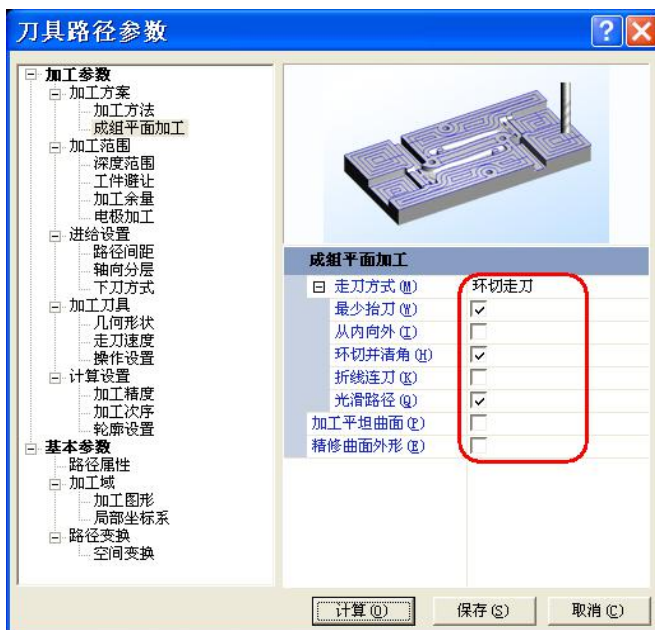 刀具路径参数
加工参数
加工方案
加工方法
成组平面加工
加工范围
深度范围
工件避让
加工余量
电极加工
进给设置
路径间距
轴向分层
下刀方式
加工刀具
几何形状
走刀速度
操作设置
计算设置
加工精度
加工次序
轮廓设置
基本参数
路径属性
加工域
加工图形
局部坐标系
路径变换
空间变换
成组平面加工
走刀方式(M) 环切走刀
最少抬刀(W)
从内向外(I)
环切并清角(H)
折线连刀(K)
光滑路径(Q)
加工平坦曲面(P)
精修曲面外形(E)
计算(O) 保存(S) 取消(C)